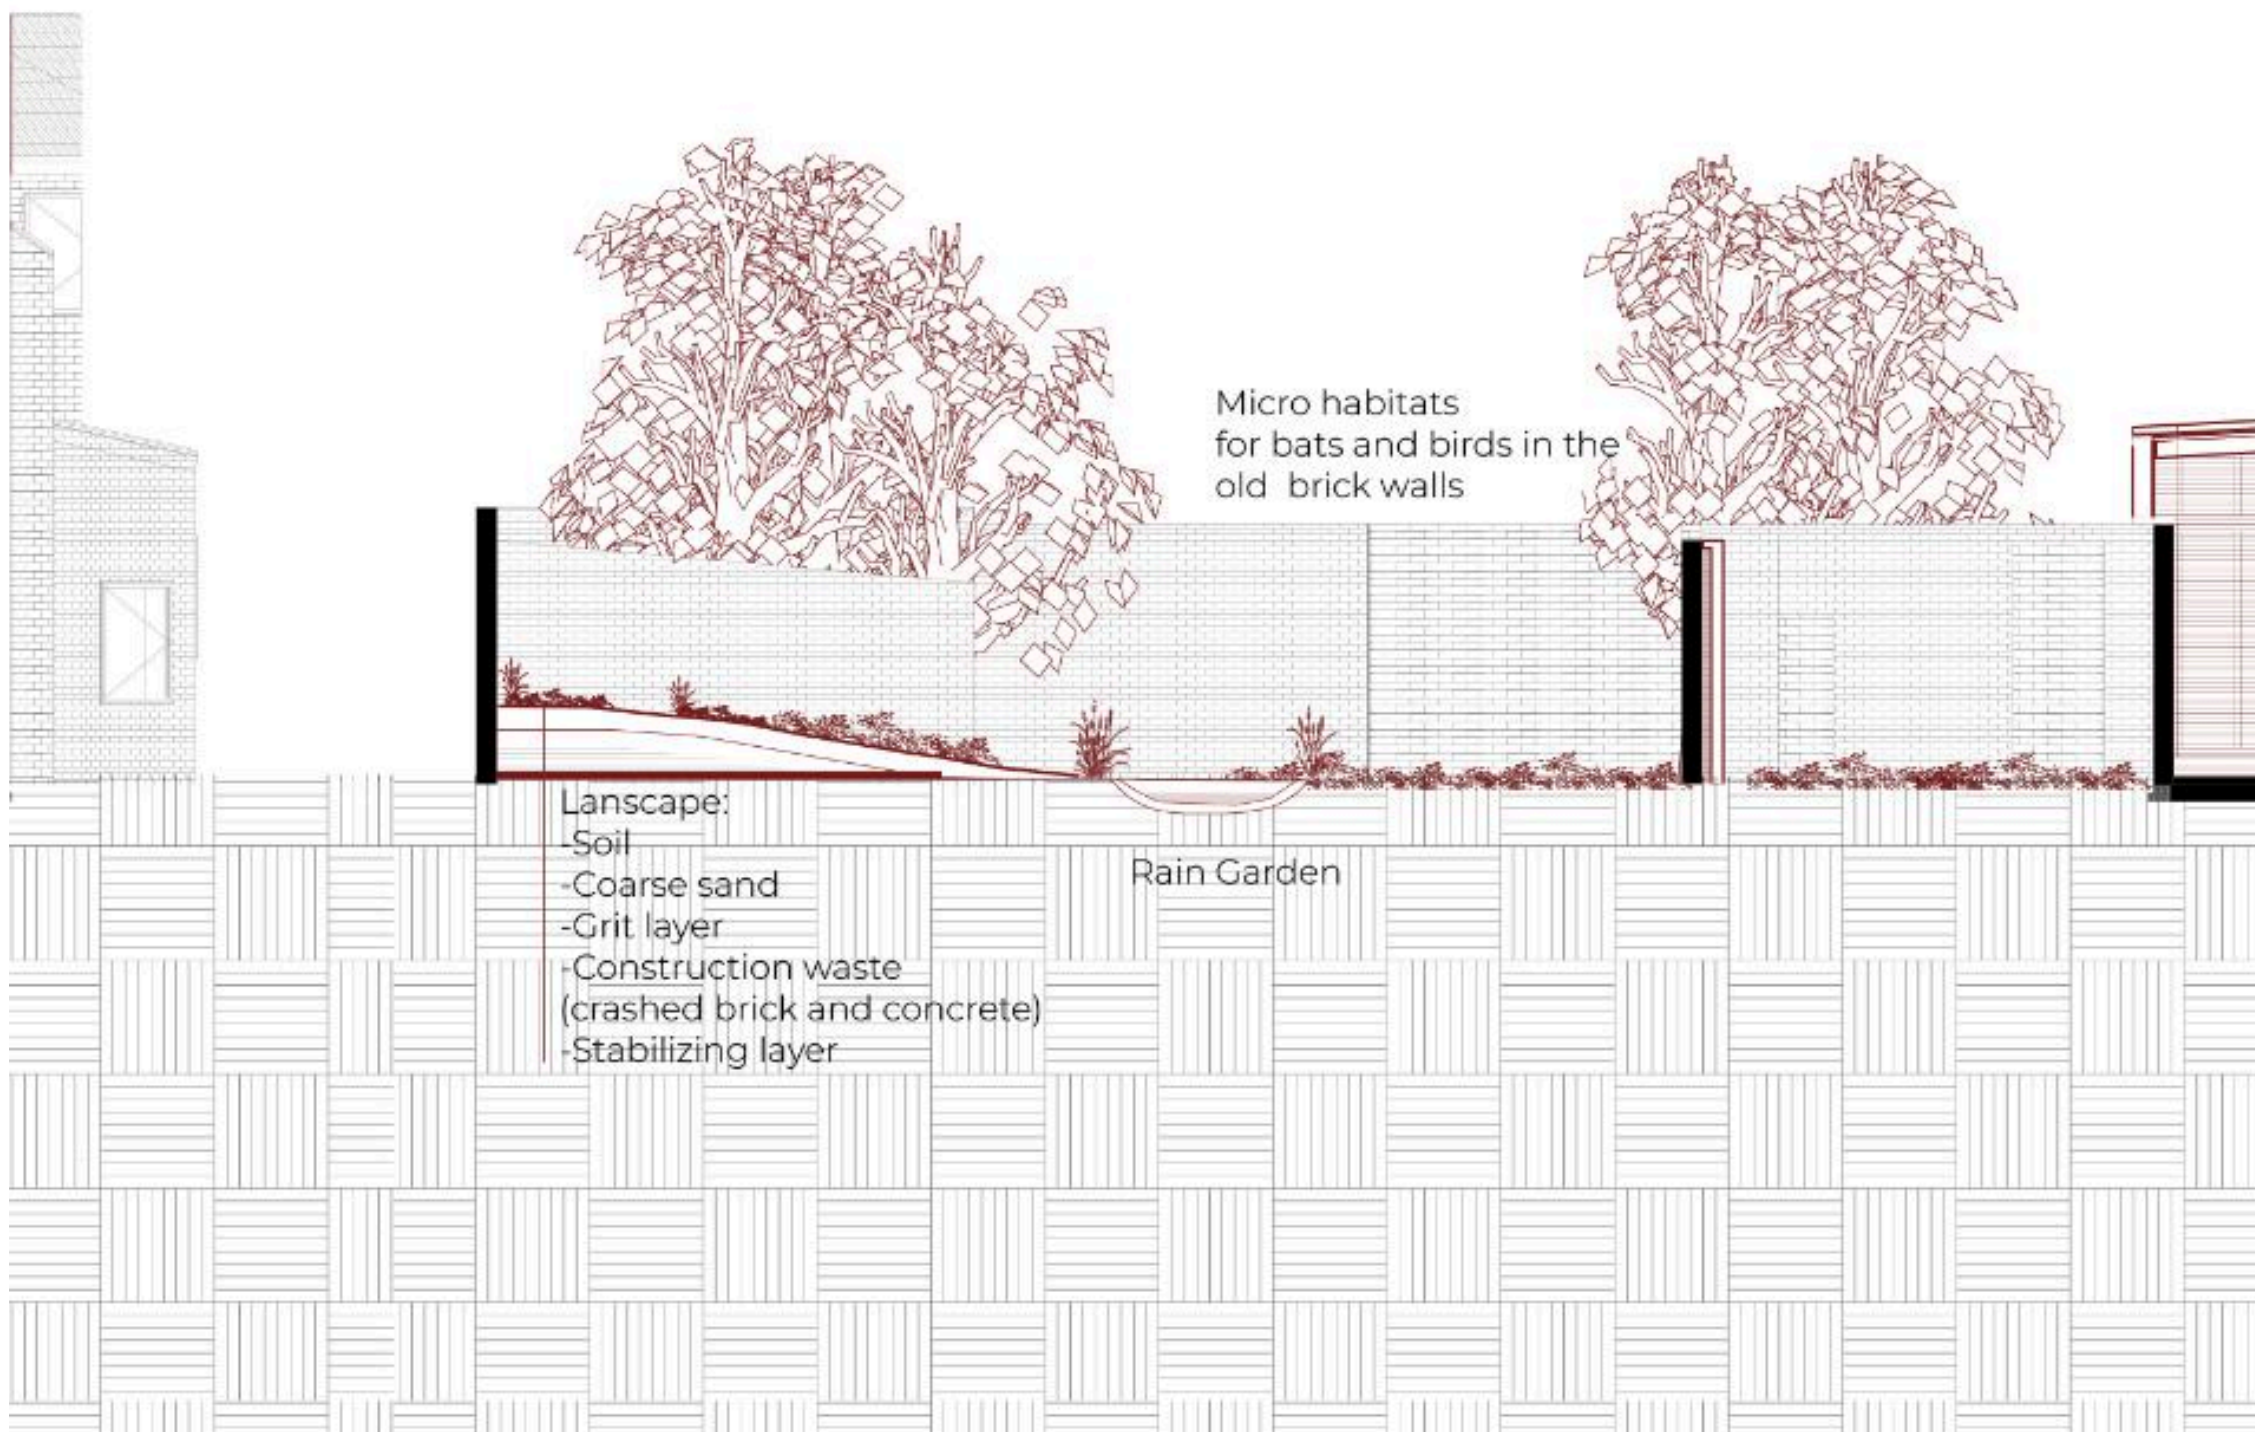 Micro habitats
for bats and birds in the
old  brick walls
Lanscape:
-Soil
-Coarse sand
-Grit layer
-Construction waste
(crashed brick and concrete)
-Stabilizing layer
Rain Garden